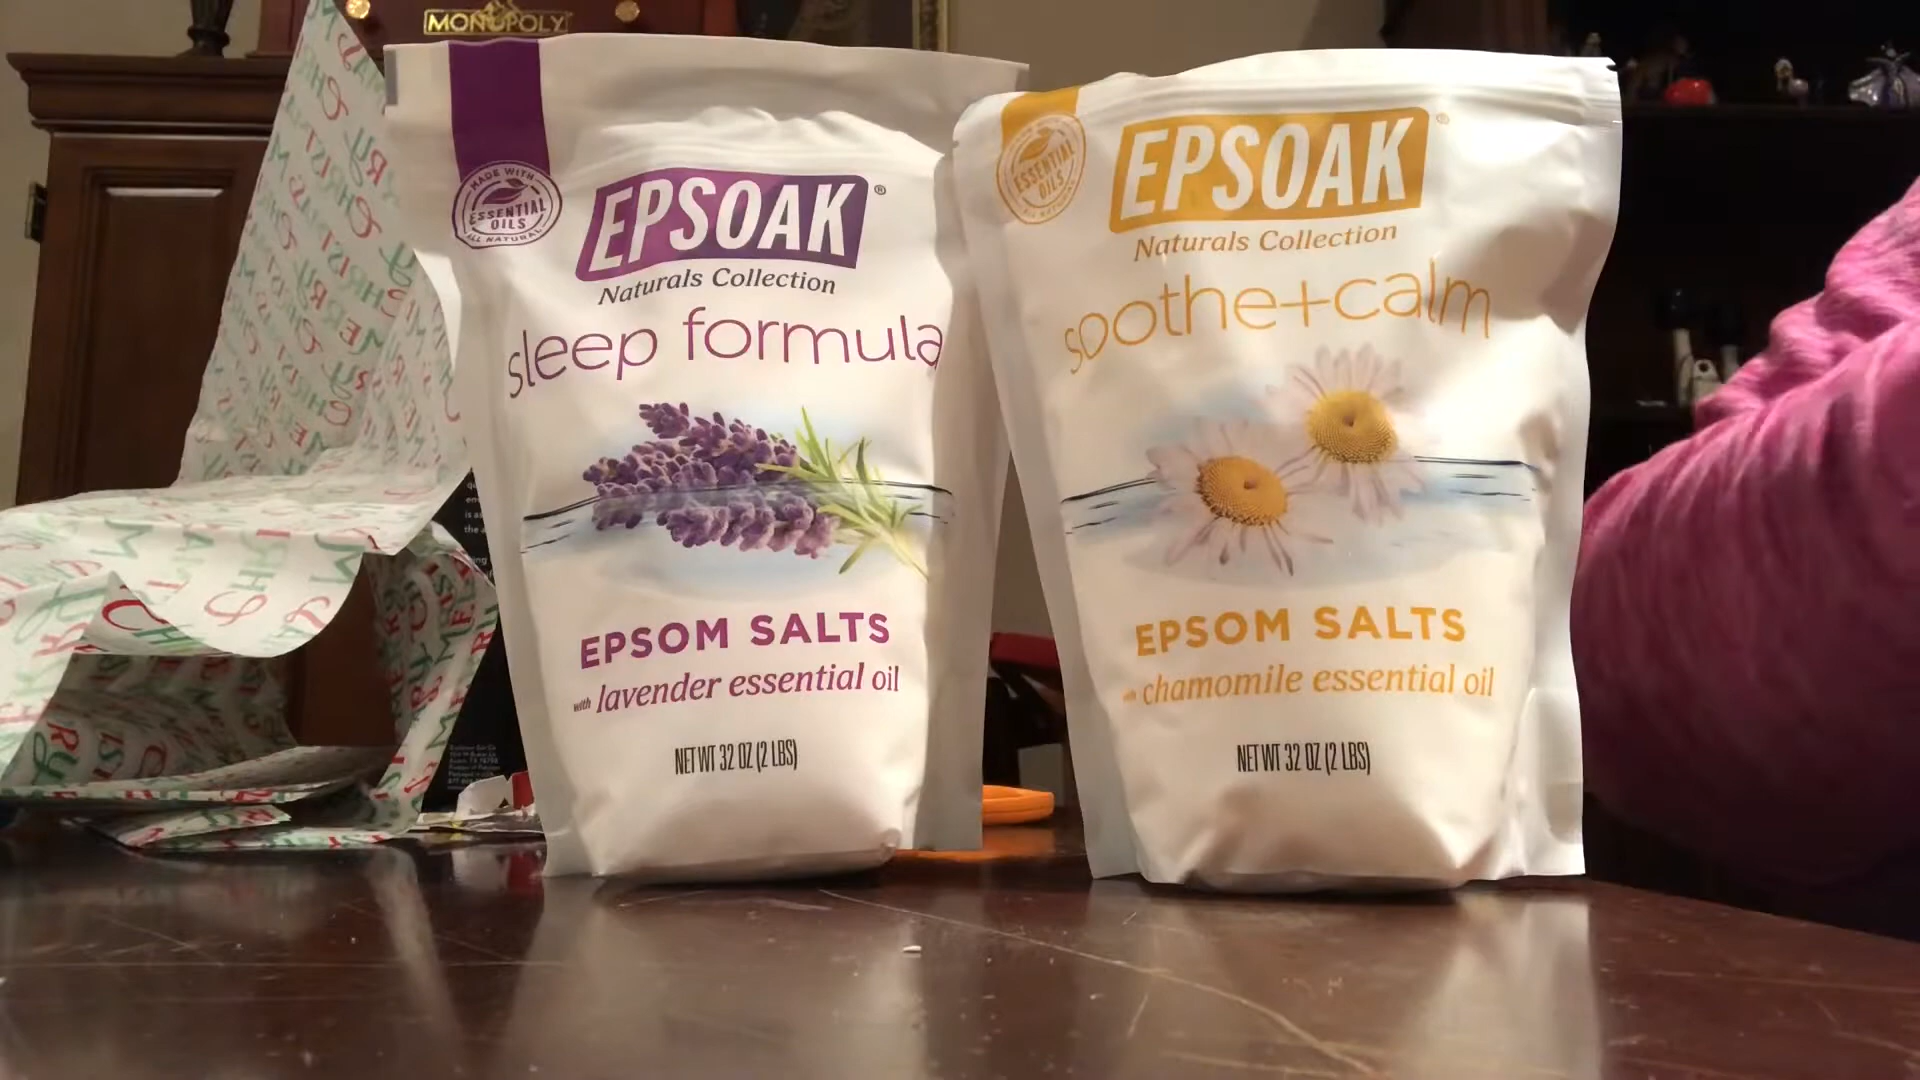 MONOPOLY
MADE WITH
ESSENTIAL
OILS
ALL NATURAL
EPSOAK®
Naturals Collection
sleep formula
EPSOM SALTS
with lavender essential oil
NET WT 32 OZ (2 LBS)
ESSENTIAL
OILS
EPSOAK®
Naturals Collection
soothe+calm
EPSOM SALTS
chamomile essential oil
NET WT 32 OZ (2 LBS)
MERRY CHRISTMAS